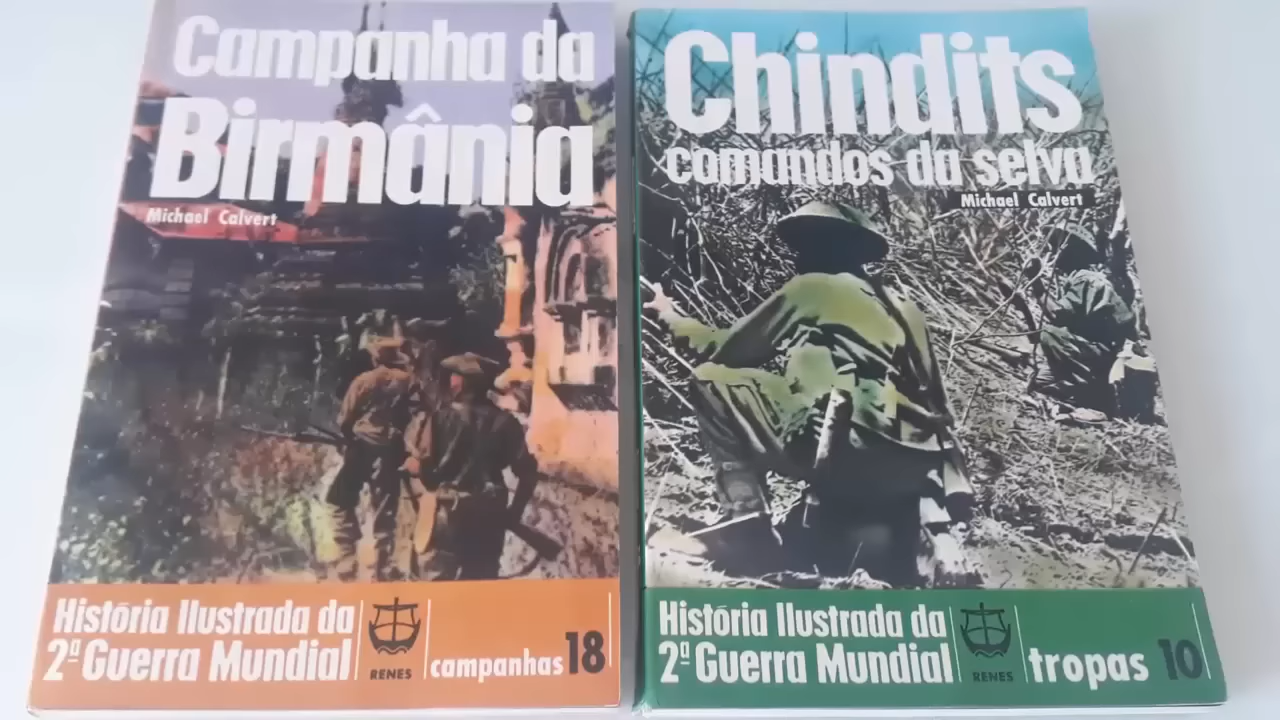 Campanha da
Birmânia
Michael Calvert
História Ilustrada da
2ª Guerra Mundial
RENES
campanhas 18
Chindits
comandos da selva
Michael Calvert
História Ilustrada da
2ª Guerra Mundial
RENES
tropas 10